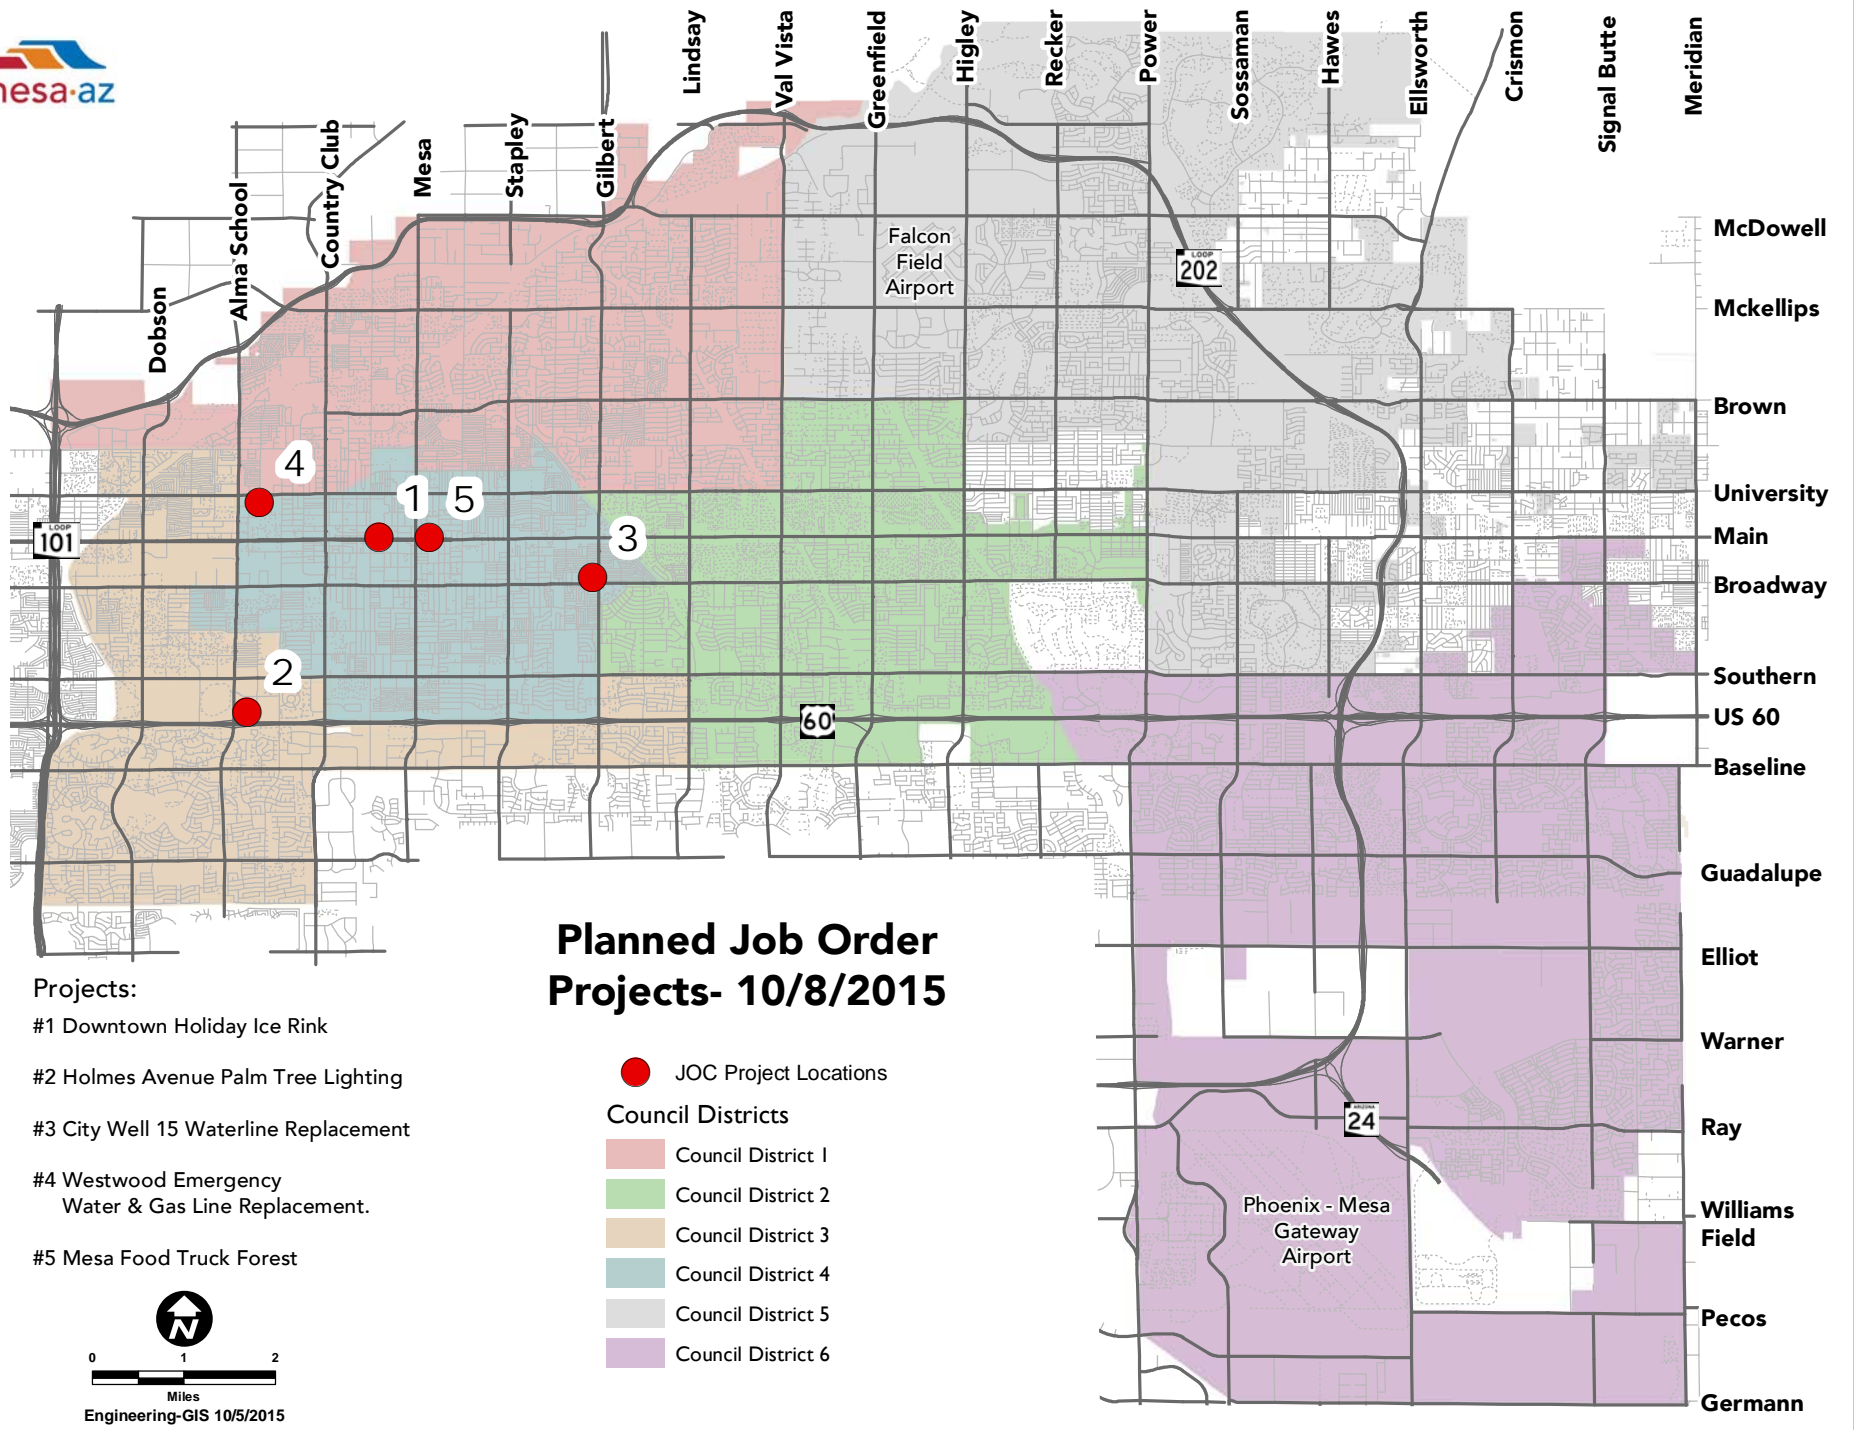 mesa·az
Lindsay
Val Vista
Greenfield
Higley
Recker
Power
Sossaman
Hawes
Ellsworth
Crismon
Signal Butte
Meridian
Dobson
Alma School
Country Club
Mesa
Stapley
Gilbert
McDowell
Mckellips
Brown
University
Main
Broadway
Southern
US 60
Baseline
Guadalupe
Elliot
Warner
Ray
Williams
Field
Pecos
Germann
Falcon
Field
Airport
LOOP
202
LOOP
101
60
ARIZONA
24
4
1
5
3
2
Phoenix - Mesa
Gateway
Airport
Planned Job Order
Projects- 10/8/2015
Projects:
#1 Downtown Holiday Ice Rink
#2 Holmes Avenue Palm Tree Lighting
#3 City Well 15 Waterline Replacement
#4 Westwood Emergency
Water & Gas Line Replacement.
#5 Mesa Food Truck Forest
JOC Project Locations
Council Districts
Council District 1
Council District 2
Council District 3
Council District 4
Council District 5
Council District 6
N
0 1 2
Miles
Engineering-GIS 10/5/2015